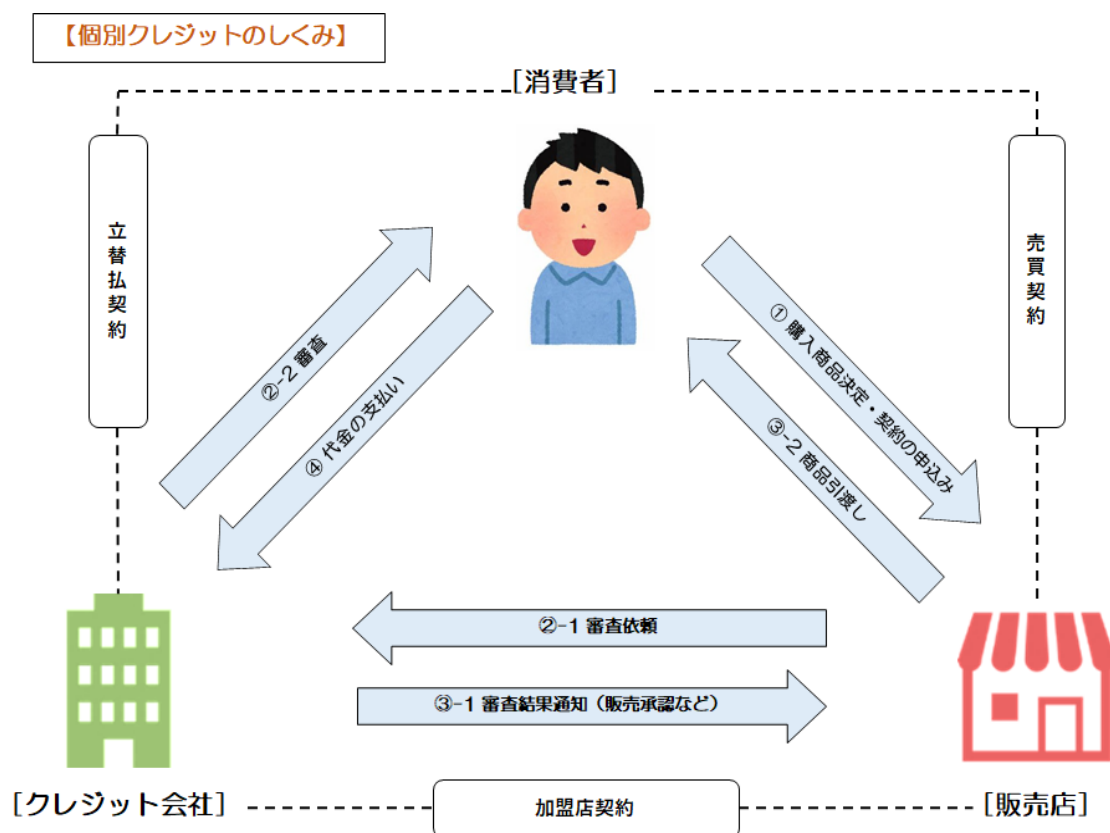 【個別クレジットのしくみ】
[消費者]
立替払契約
売買契約
②-2 審査
④ 代金の支払い
① 購入商品決定・契約の申込み
③-2 商品引渡し
②-1 審査依頼
③-1 審査結果通知（販売承認など）
[クレジット会社]
加盟店契約
[販売店]